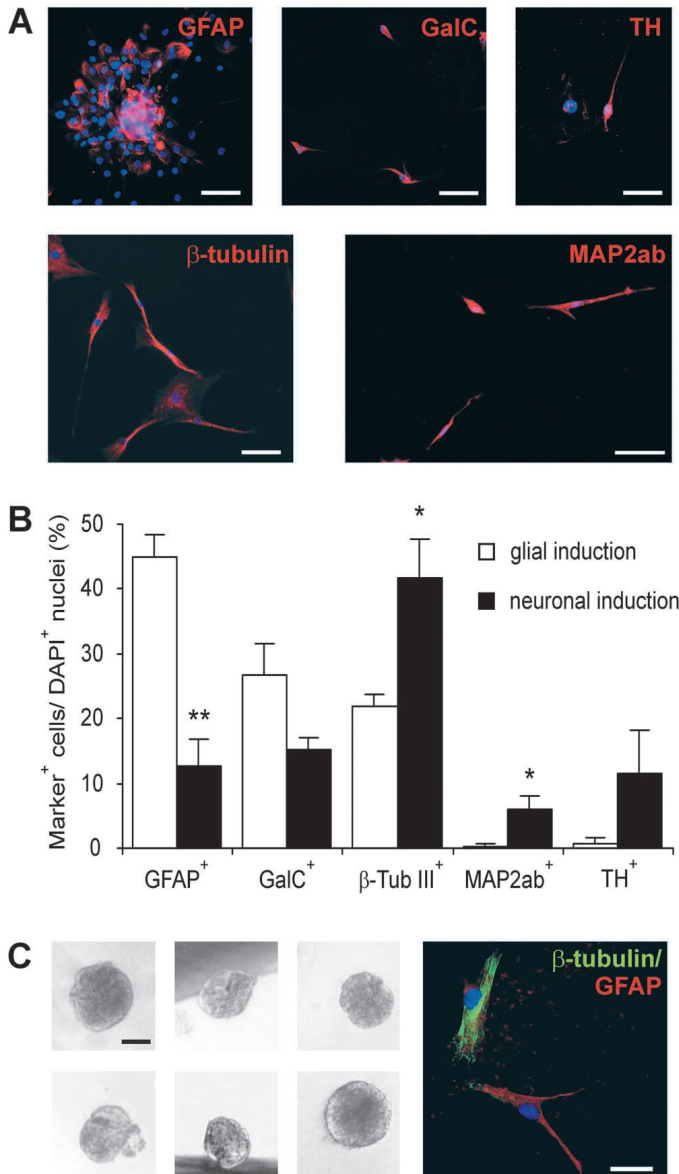 A
GFAP
GalC
TH
β-tubulin
MAP2ab
B
Marker+ cells/ DAPI+ nuclei (%)
50
40
30
20
10
0
*
**
*
glial induction
neuronal induction
GFAP+
GalC+
β-Tub III+
MAP2ab+
TH+
C
β-tubulin/
GFAP